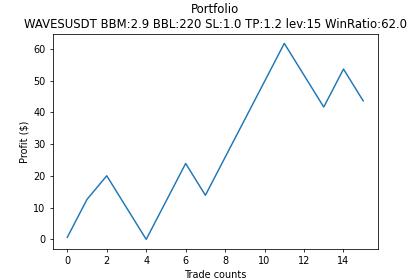 Portfolio
WAVESUSDT BBM:2.9 BBL:220 SL:1.0 TP:1.2 lev:15 WinRatio:62.0
60
50
40
30
20
10
0
Profit ($)
0 2 4 6 8 10 12 14
Trade counts